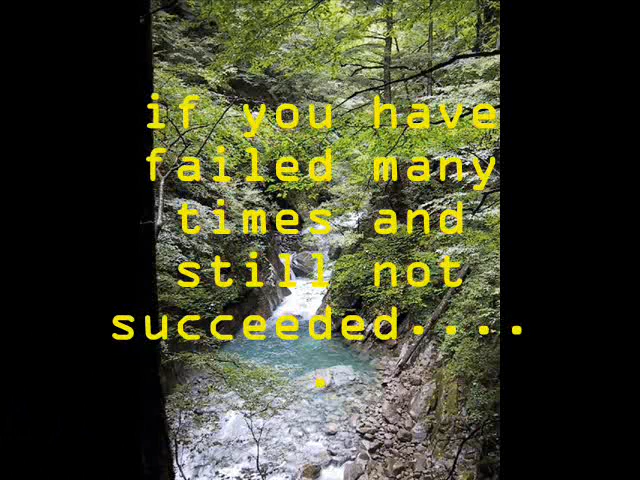 if you have
failed many
times and
still not
succeeded....
.